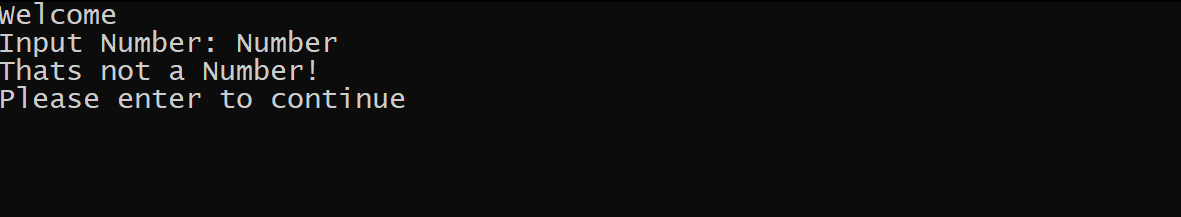 Welcome
Input Number: Number
Thats not a Number!
Please enter to continue